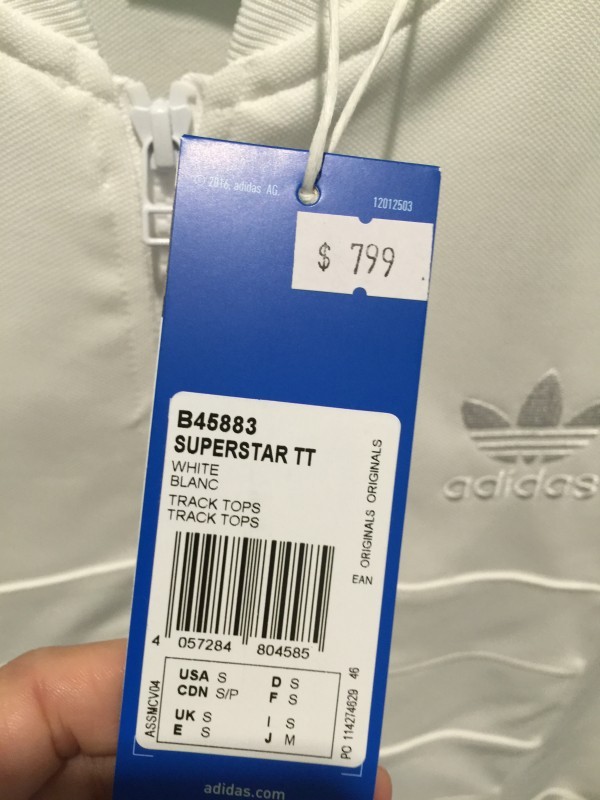 © 2016, adidas AG.
12012503
$ 799
B45883
SUPERSTAR TT
WHITE
BLANC
TRACK TOPS
TRACK TOPS
ORIGINALS ORIGINALS
EAN
4 057284 804585
USA S
CDN S/P
UK S
E S
D S
F S
I S
J M
ASSMCV04
PC 114274629 46
adidas.com
adidas